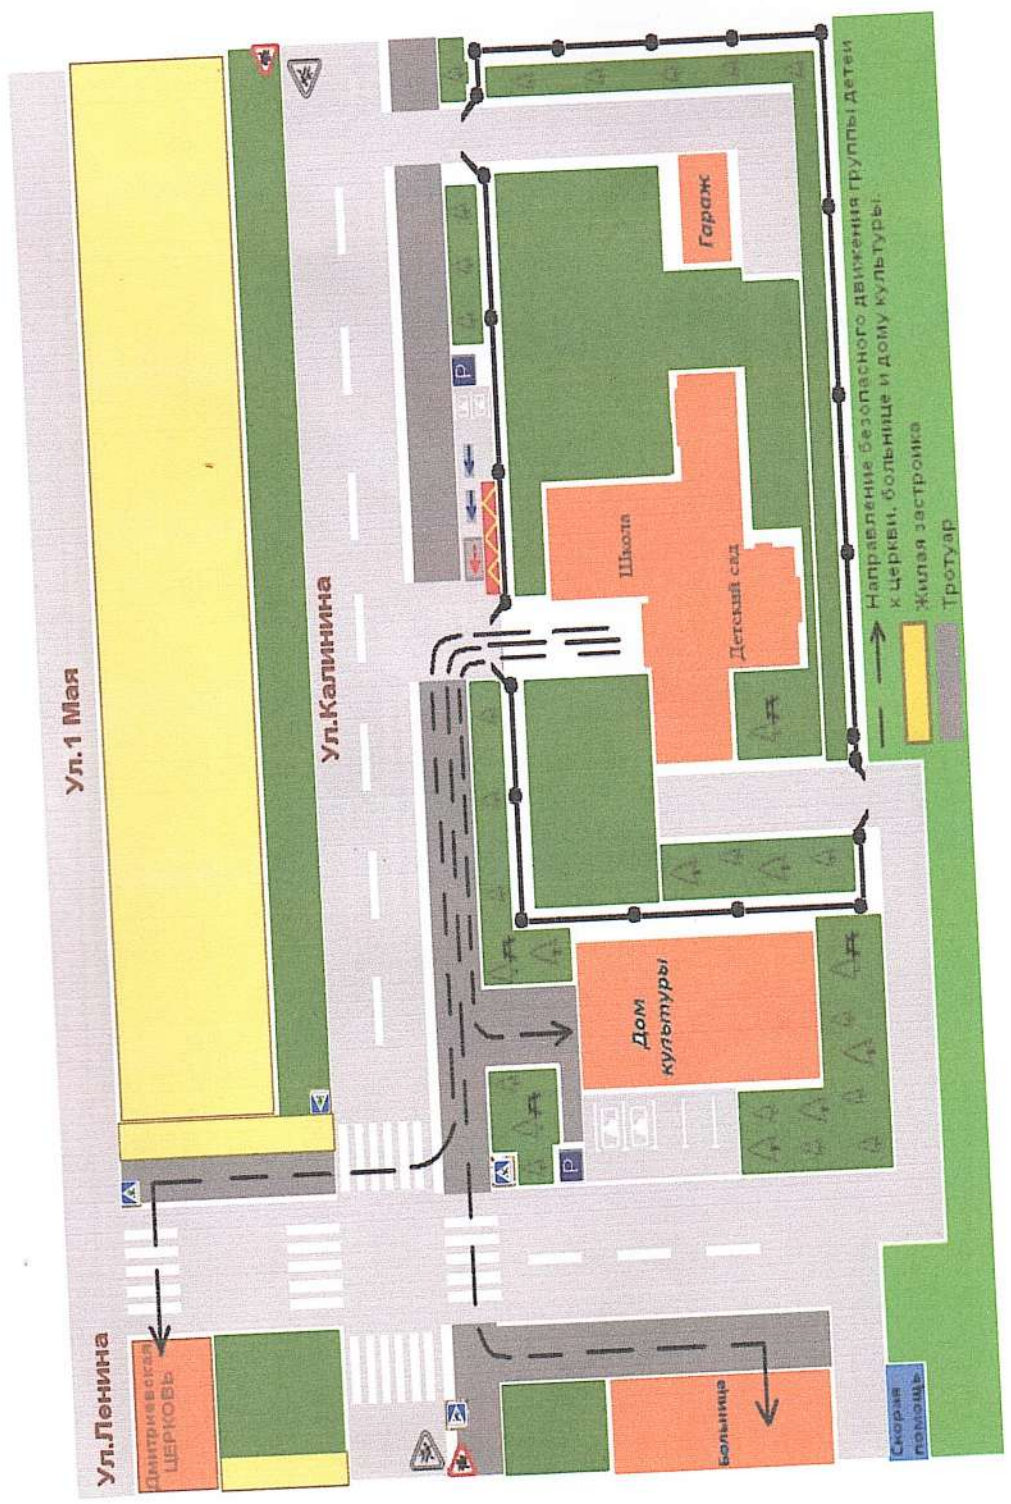 Ул.Ленина
Ул.1 Мая
Дмитриевская
ЦЕРКОВЬ
Ул.Калинина
P
P
Дом
культуры
Школа
Детский сад
Гараж
Больница
Скорая
помощь
Направление безопасного движения группы детей
к церкви, больнице и дому культуры.
Жилая застройка
Тротуар